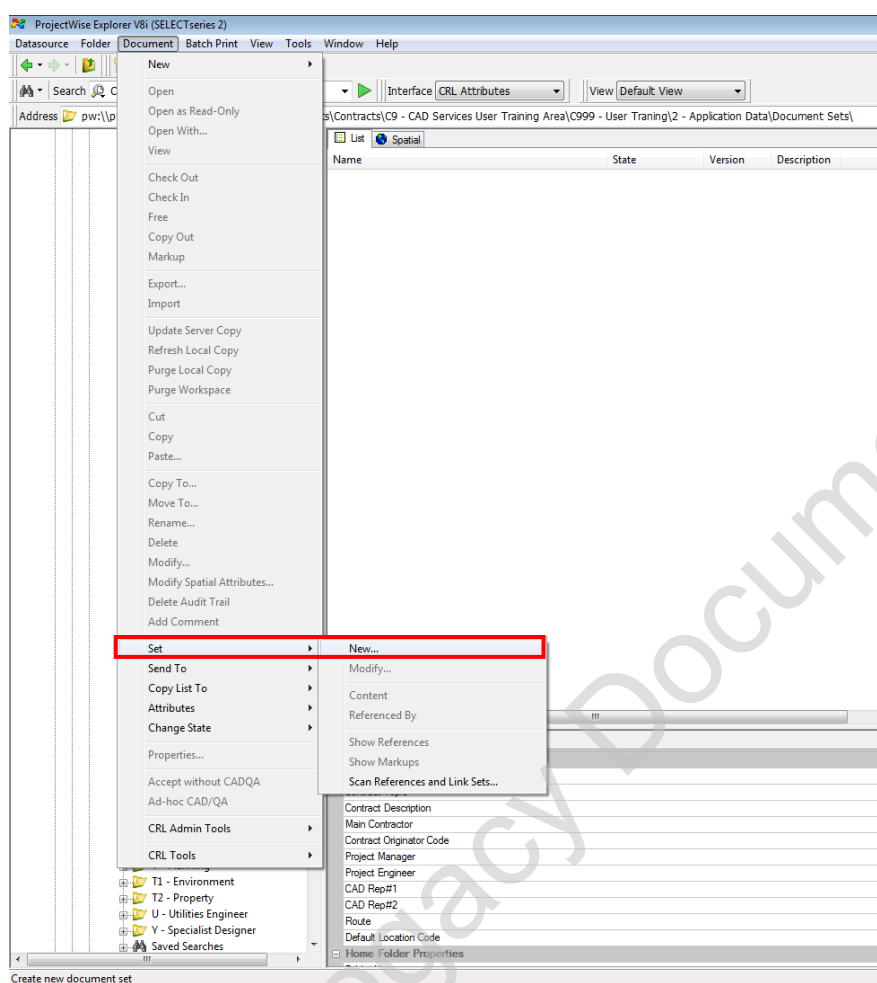 ProjectWise Explorer V8i (SELECTseries 2)
Datasource Folder Document Batch Print View Tools Window Help
New
Search
Interface CRL Attributes View Default View
Open
Address pw:\\p
s\Contracts\C9 - CAD Services User Training Area\C999 - User Traning\2 - Application Data\Document Sets\
Open as Read-Only
Open With...
List Spatial
View
Name State Version Description
Check Out
Check In
Free
Copy Out
Markup
Export...
Import
Update Server Copy
Refresh Local Copy
Purge Local Copy
Purge Workspace
Cut
Copy
Paste...
Copy To...
Move To...
Rename...
Delete
Modify...
Modify Spatial Attributes...
Delete Audit Trail
Add Comment
Set
Send To
Copy List To
Attributes
Change State
Properties...
Accept without CADQA
Ad-hoc CAD/QA
CRL Admin Tools
CRL Tools
New...
Modify...
Content
Referenced By
Show References
Show Markups
Scan References and Link Sets...
Contract Description
Main Contractor
Contract Originator Code
Project Manager
Project Engineer
CAD Rep#1
CAD Rep#2
Route
Default Location Code
Home Folder Properties
T1 - Environment
T2 - Property
U - Utilities Engineer
Y - Specialist Designer
Saved Searches
Create new document set